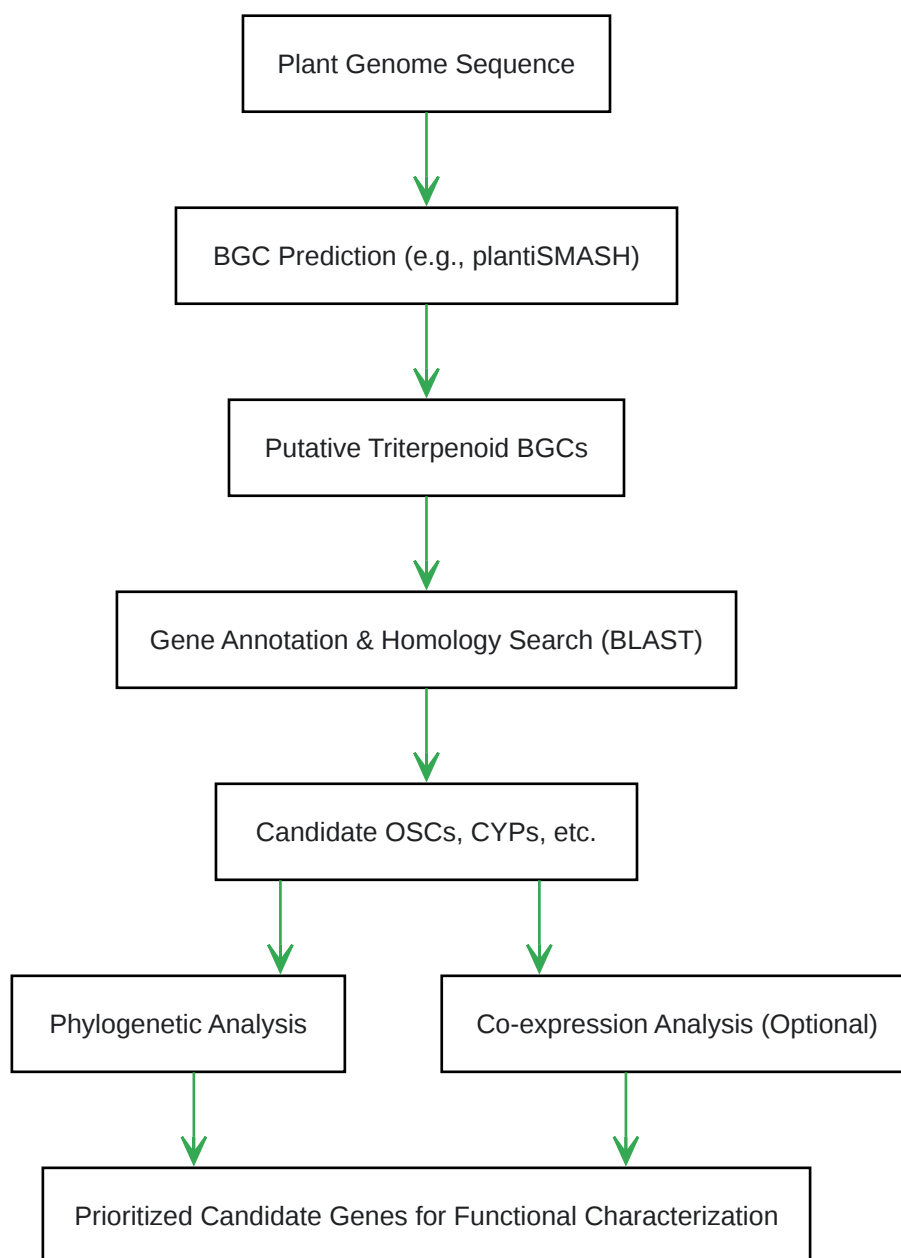 Plant Genome Sequence
BGC Prediction (e.g., plantiSMASH)
Putative Triterpenoid BGCs
Gene Annotation & Homology Search (BLAST)
Candidate OSCs, CYPs, etc.
Phylogenetic Analysis
Co-expression Analysis (Optional)
Prioritized Candidate Genes for Functional Characterization